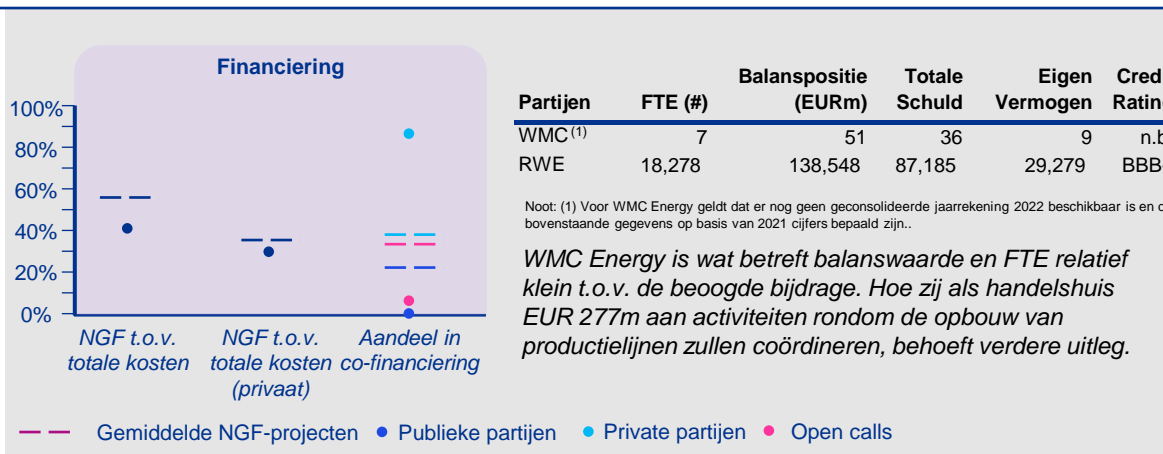 Financiering
100%
80%
60%
40%
20%
0%
NGF t.o.v. totale kosten
NGF t.o.v. totale kosten (privaat)
Aandeel in co-financiering
Gemiddelde NGF-projecten Publieke partijen Private partijen Open calls
Partijen FTE (#) Balanspositie (EURm) Totale Schuld Eigen Vermogen
WMC (1) 7 51 36 9
RWE 18,278 138,548 87,185 29,279
Noot: (1) Voor WMC Energy geldt dat er nog geen geconsolideerde jaarrekening 2022 beschikbaar is en
bovenstaande gegevens op basis van 2021 cijfers bepaald zijn..
WMC Energy is wat betreft balanswaarde en FTE relatief
klein t.o.v. de beoogde bijdrage. Hoe zij als handelshuis
EUR 277m aan activiteiten rondom de opbouw van
productielijnen zullen coördineren, behoeft verdere uitleg.